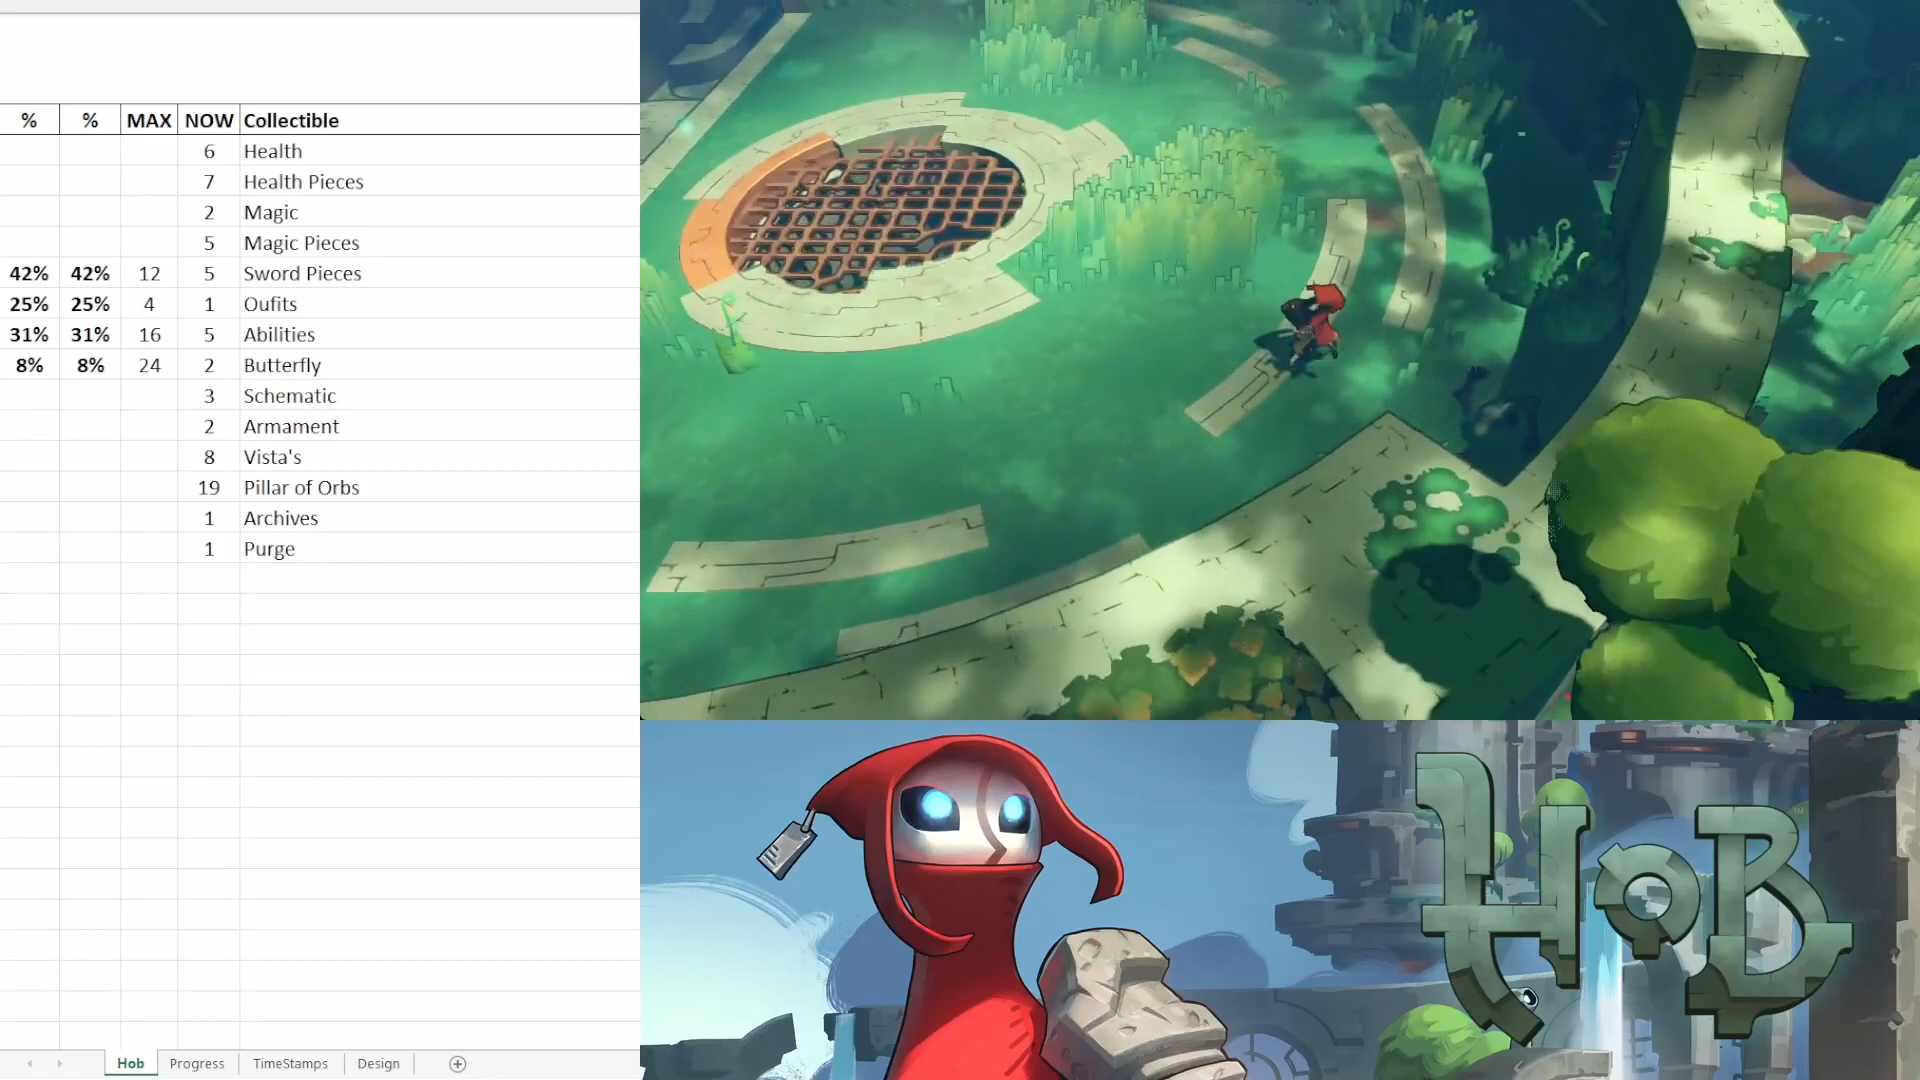 % % MAX NOW Collectible
6 Health
7 Health Pieces
2 Magic
5 Magic Pieces
42% 42% 12 5 Sword Pieces
25% 25% 4 1 Oufits
31% 31% 16 5 Abilities
8% 8% 24 2 Butterfly
3 Schematic
2 Armament
8 Vista's
19 Pillar of Orbs
1 Archives
1 Purge
HOB™
Hob Progress TimeStamps Design